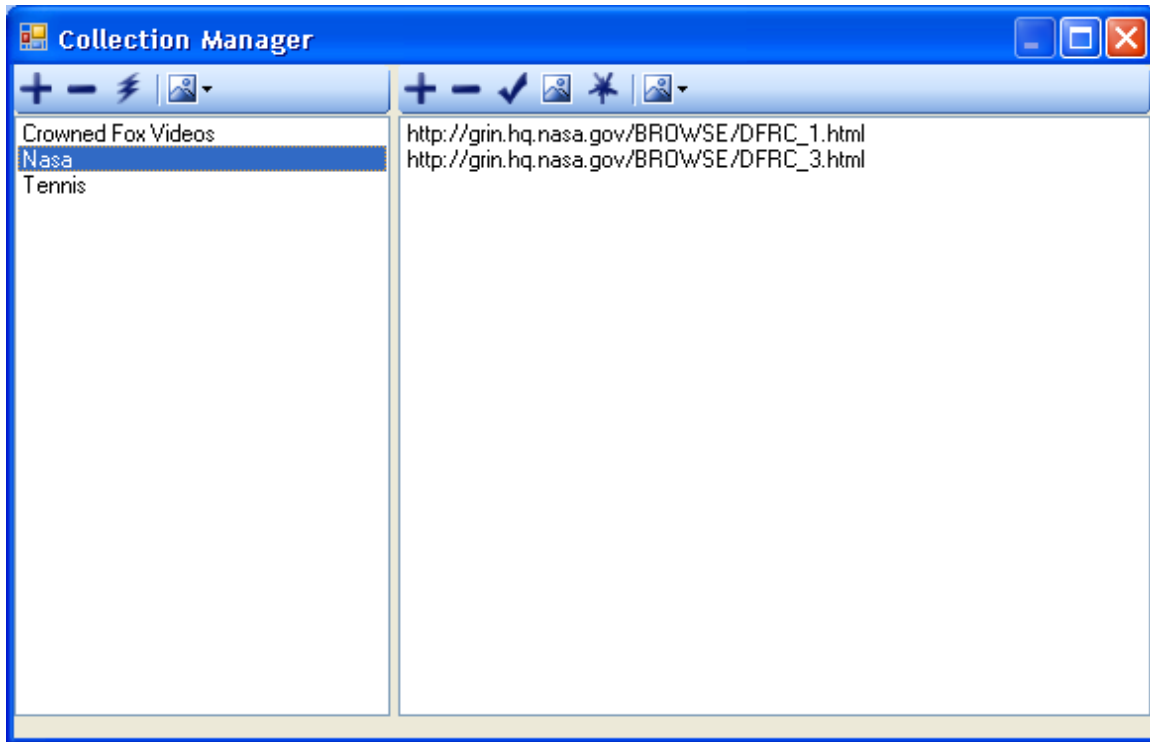 Collection Manager
Crowned Fox Videos
Nasa
Tennis
http://grin.hq.nasa.gov/BROWSE/DFRC_1.html
http://grin.hq.nasa.gov/BROWSE/DFRC_3.html